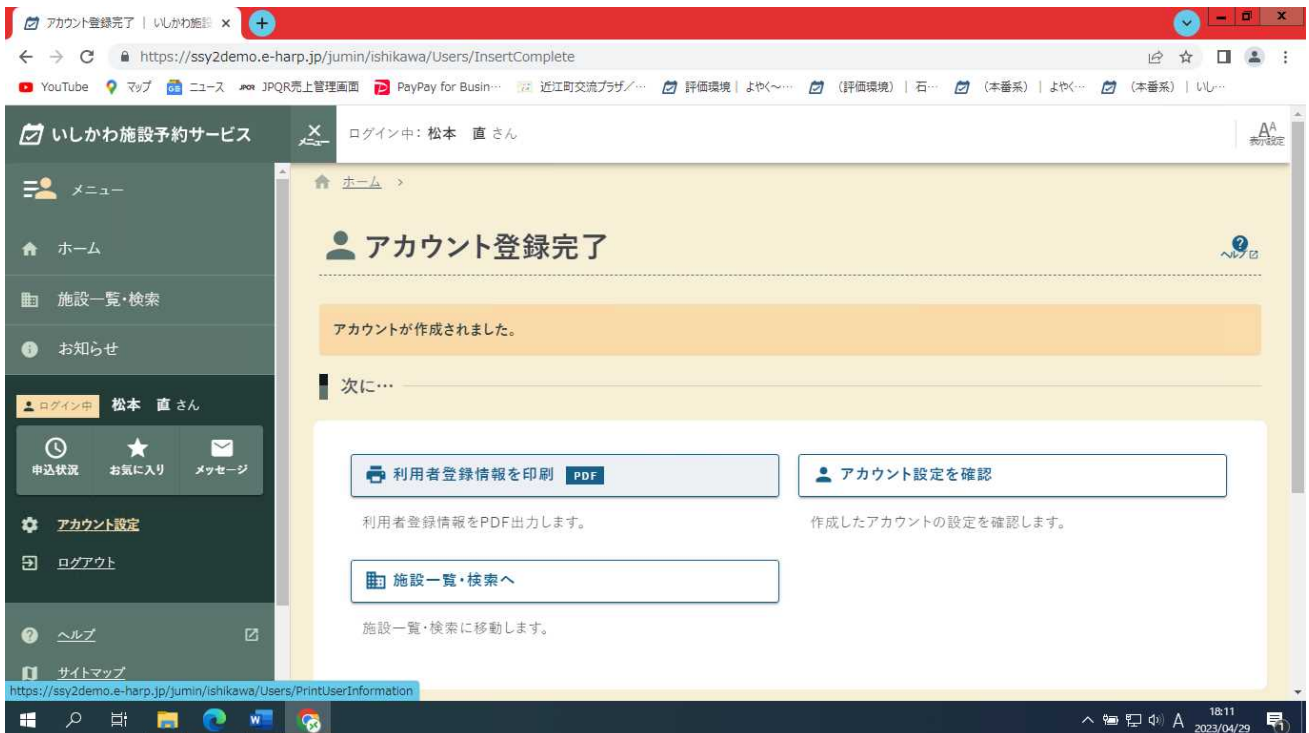 アカウント登録完了 | いしかわ施設
https://ssy2demo.e-harp.jp/jumin/ishikawa/Users/InsertComplete
YouTube マップ ニュース JPQR売上管理画面 PayPay for Busin… 近江町交流プラザ/… 評価環境 | よやく〜… (評価環境) | 石… (本番系) | よやく… (本番系) | いし…
いしかわ施設予約サービス
メニュー
ログイン中: 松本 直 さん
AA
表示設定
メニュー
ホーム
施設一覧・検索
お知らせ
ログイン中 松本 直 さん
申込状況 お気に入り メッセージ
アカウント設定
ログアウト
ヘルプ
サイトマップ
ホーム >
アカウント登録完了
ヘルプ
アカウントが作成されました。
次に…
利用者登録情報を印刷 PDF
利用者登録情報をPDF出力します。
アカウント設定を確認
作成したアカウントの設定を確認します。
施設一覧・検索へ
施設一覧・検索に移動します。
https://ssy2demo.e-harp.jp/jumin/ishikawa/Users/PrintUserInformation
A
18:11
2023/04/29